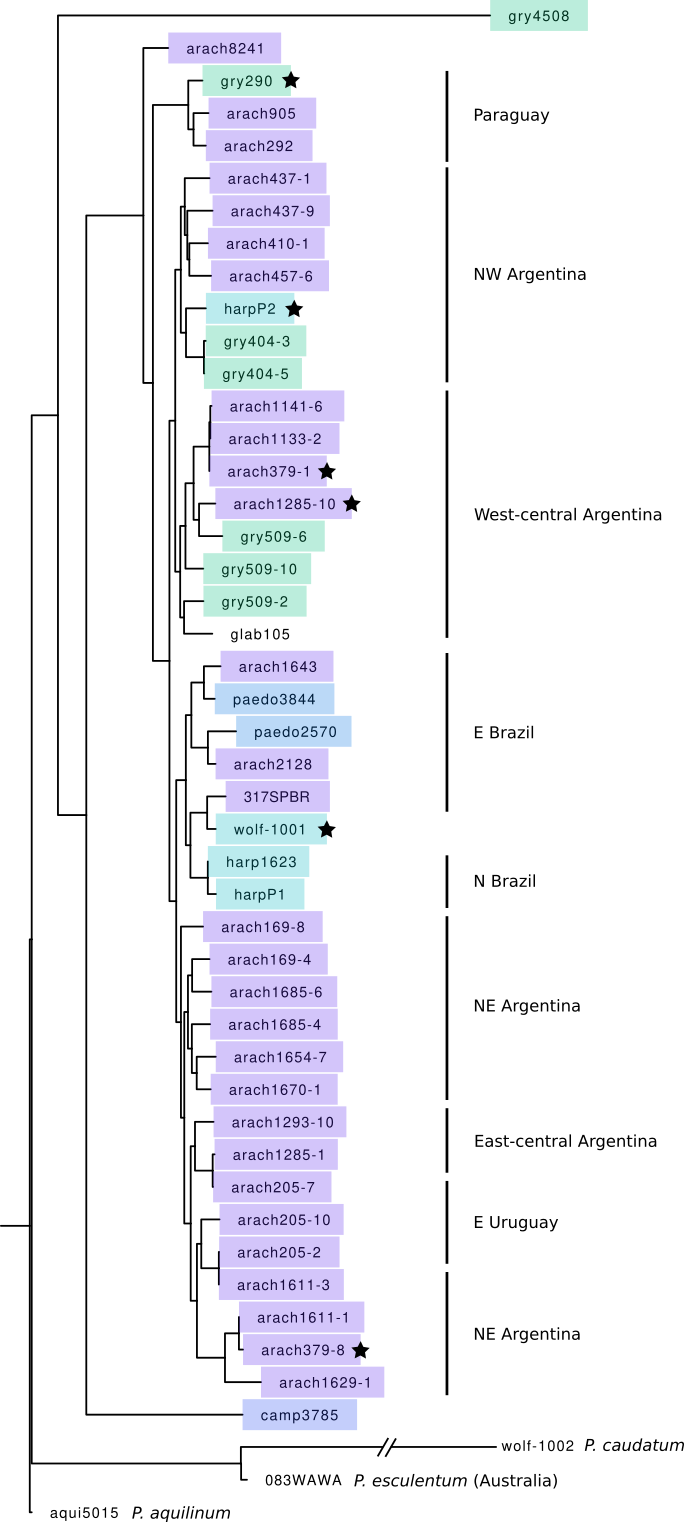 gry4508
arach8241
gry290
arach905
Paraguay
arach292
arach437-1
arach437-9
arach410-1
arach457-6
NW Argentina
harpP2
gry404-3
gry404-5
arach1141-6
arach1133-2
arach379-1
arach1285-10
West-central Argentina
gry509-6
gry509-10
gry509-2
glab105
arach1643
paedo3844
paedo2570
E Brazil
arach2128
317SPBR
wolf-1001
harp1623
N Brazil
harpP1
arach169-8
arach169-4
arach1685-6
NE Argentina
arach1685-4
arach1654-7
arach1670-1
arach1293-10
East-central Argentina
arach1285-1
arach205-7
arach205-10
E Uruguay
arach205-2
arach1611-3
arach1611-1
NE Argentina
arach379-8
arach1629-1
camp3785
wolf-1002 P. caudatum
083WAWA P. esculentum (Australia)
aqui5015 P. aquilinum